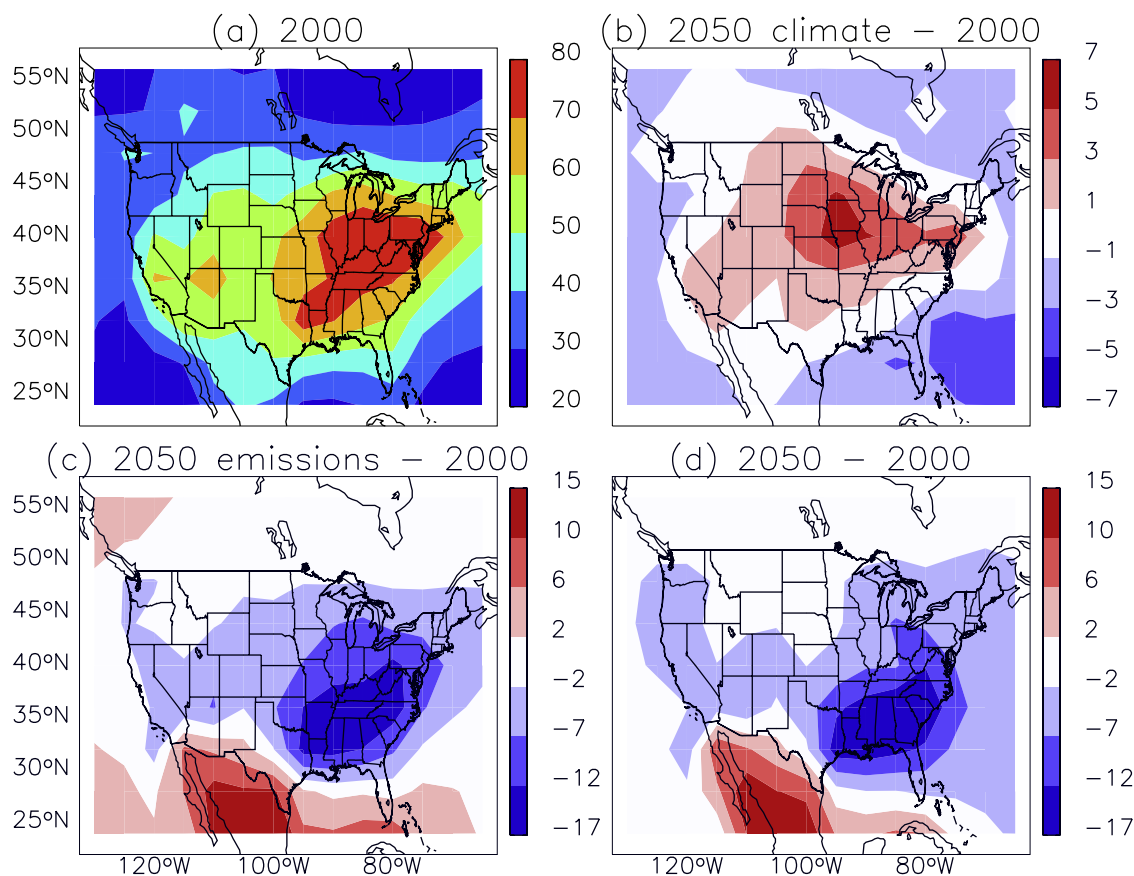 (a) 2000
(b) 2050 climate − 2000
55°N
50°N
45°N
40°N
35°N
30°N
25°N
80
70
60
50
40
30
20
7
5
3
1
−1
−3
−5
−7
(c) 2050 emissions − 2000
(d) 2050 − 2000
55°N
50°N
45°N
40°N
35°N
30°N
25°N
15
10
6
2
−2
−7
−12
−17
15
10
6
2
−2
−7
−12
−17
120°W 100°W 80°W
120°W 100°W 80°W